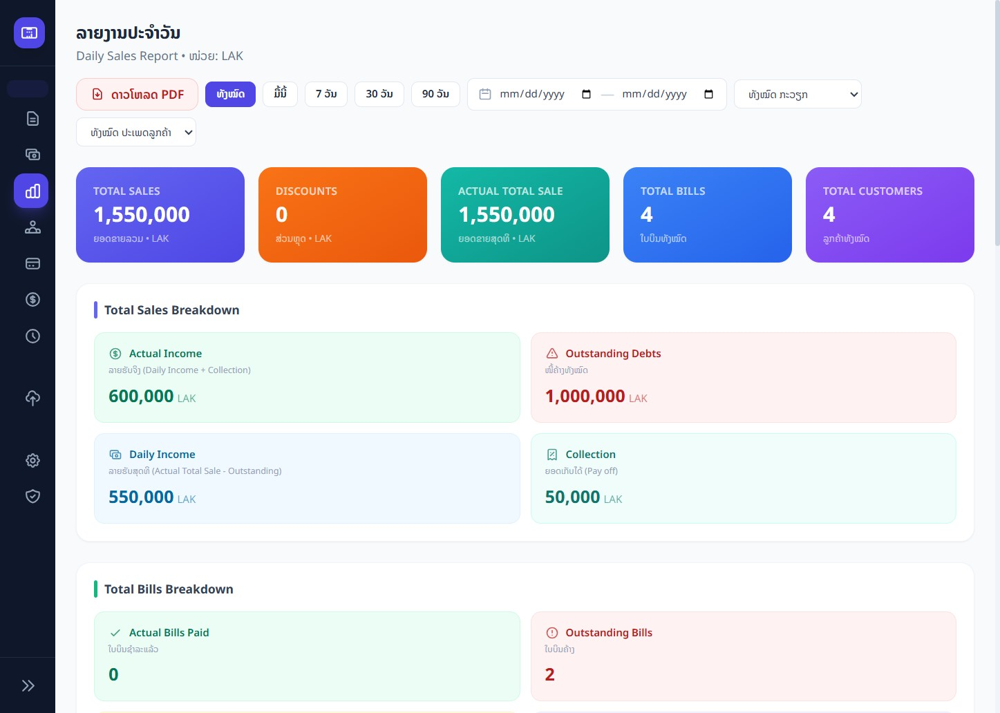 ລາຍງານປະຈຳວັນ
Daily Sales Report • ໜ່ວຍ: LAK
ດາວໂຫລດ PDF
ທັງໝົດ
ມື້ນີ້
7 ວັນ
30 ວັນ
90 ວັນ
mm/dd/yyyy — mm/dd/yyyy
ທັງໝົດ ກະວຽກ
ທັງໝົດ ປະເພດລູກຄ້າ
TOTAL SALES
1,550,000
ຍອດຂາຍລວມ • LAK
DISCOUNTS
0
ສ່ວນຫຼຸດ • LAK
ACTUAL TOTAL SALE
1,550,000
ຍອດຂາຍສຸດທິ • LAK
TOTAL BILLS
4
ໃບບິນທັງໝົດ
TOTAL CUSTOMERS
4
ລູກຄ້າທັງໝົດ
Total Sales Breakdown
Actual Income
ລາຍຮັບຈິງ (Daily Income + Collection)
600,000 LAK
Outstanding Debts
ໜີ້ຄ້າງທັງໝົດ
1,000,000 LAK
Daily Income
ລາຍຮັບສຸດທິ (Actual Total Sale - Outstanding)
550,000 LAK
Collection
ຍອດເກັບໄດ້ (Pay off)
50,000 LAK
Total Bills Breakdown
Actual Bills Paid
ໃບບິນຊຳລະແລ້ວ
0
Outstanding Bills
ໃບບິນຄ້າງ
2